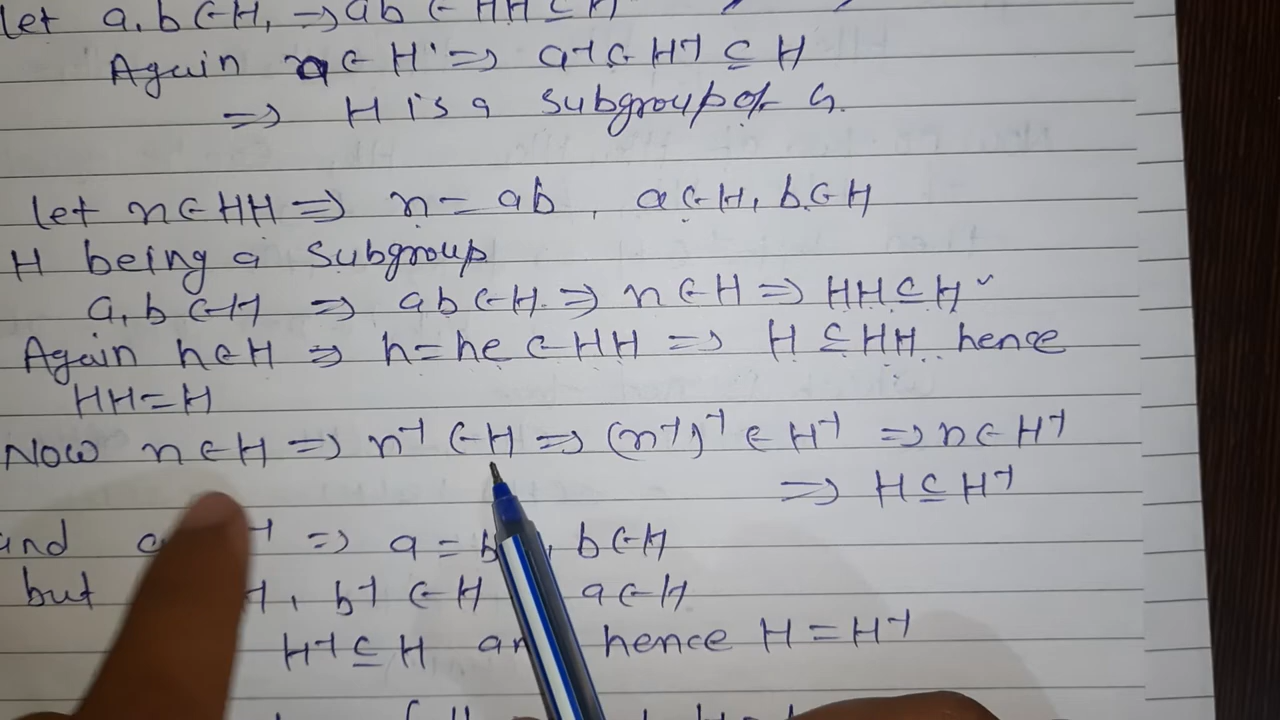 let a, b ∈ H, ⇒ ab ∈ HH ⊆ H
Again a ∈ H ⇒ a⁻¹ ∈ H⁻¹ ⊆ H
⇒ H is a subgroup of G.
let n ∈ HH ⇒ n = ab, a ∈ H, b ∈ H
H being a subgroup
a, b ∈ H ⇒ ab ∈ H. ⇒ n ∈ H ⇒ HH ⊆ H
Again h ∈ H ⇒ h = he ∈ HH ⇒ H ⊆ HH. hence
HH = H
Now n ∈ H ⇒ n⁻¹ ∈ H ⇒ (n⁻¹)⁻¹ ∈ H⁻¹ ⇒ n ∈ H⁻¹
⇒ H ⊆ H⁻¹
and ⇒ a = b , b ∈ H
but , b⁻¹ ∈ H a ∈ H
H⁻¹ ⊆ H hence H = H⁻¹